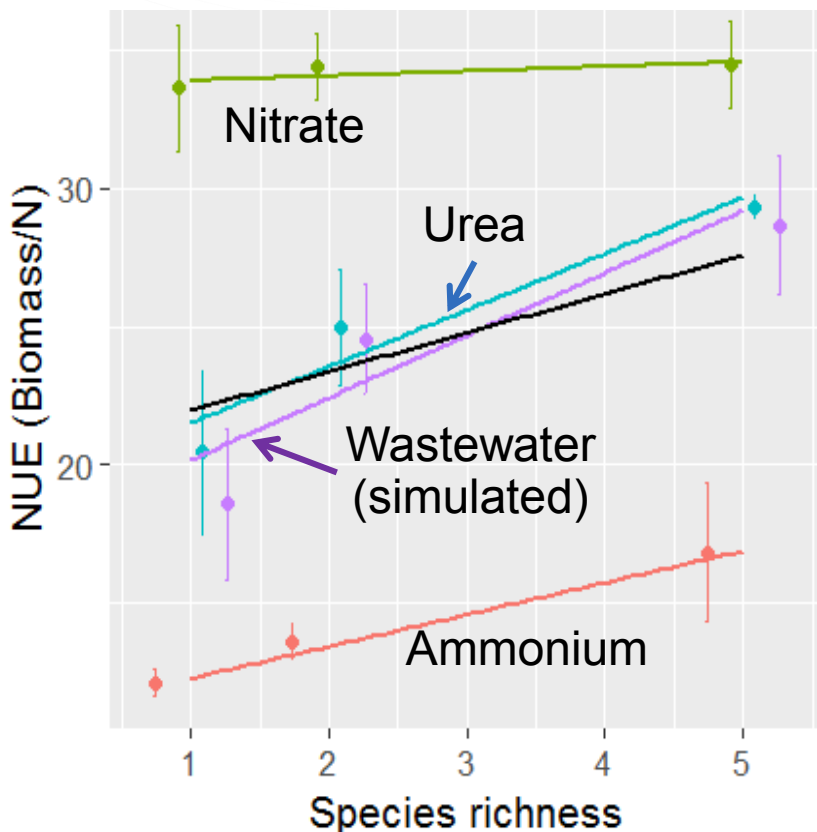 Nitrate
30
Urea
Wastewater
(simulated)
20
Ammonium
NUE (Biomass/N)
1 2 3 4 5
Species richness